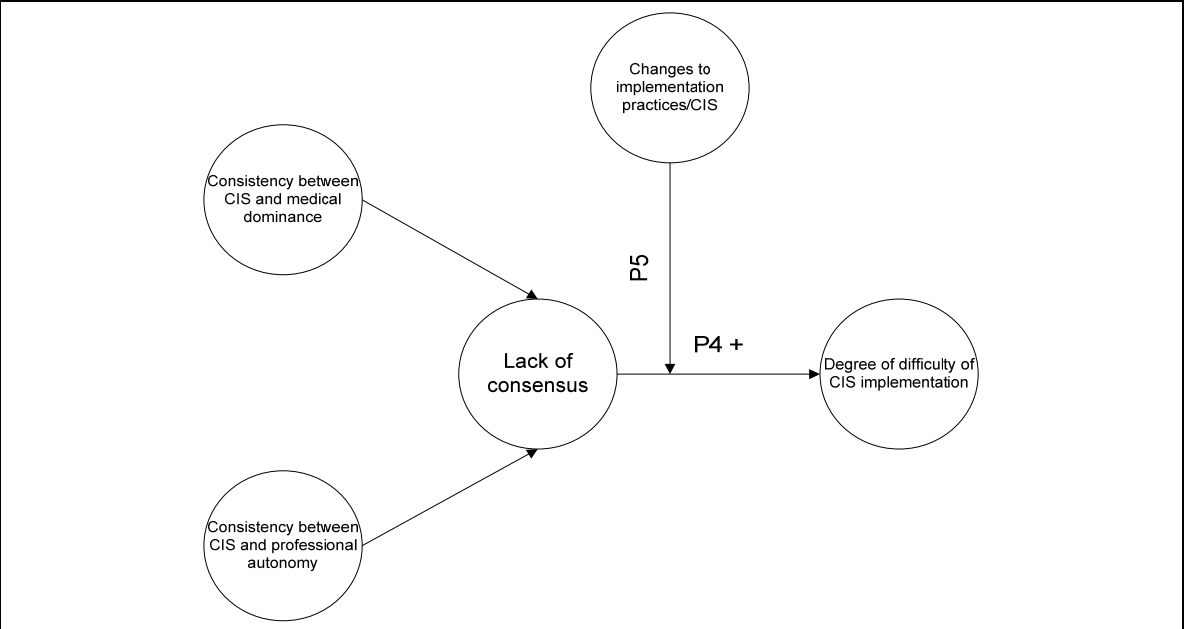 Changes to
implementation
practices/CIS
Consistency between
CIS and medical
dominance
P5
P4 +
Lack of
consensus
Degree of difficulty of
CIS implementation
Consistency between
CIS and professional
autonomy